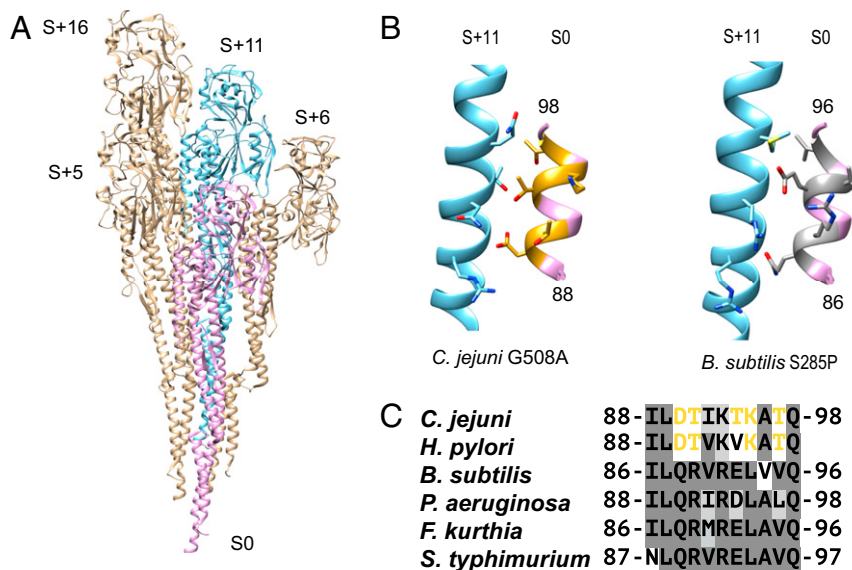 A
S+16
S+11
S+6
S+5
S0
B
S+11 S0
98
88
C. jejuni G508A
S+11 S0
96
86
B. subtilis S285P
C
C. jejuni 88-ILDTIKTKATQ-98
H. pylori 88-ILDTVKVKATQ
B. subtilis 86-ILQRVRELVVQ-96
P. aeruginosa 88-ILQRIRDLALQ-98
F. kurthia 86-ILQRMRELAVQ-96
S. typhimurium 87-NLQRVRELAVQ-97